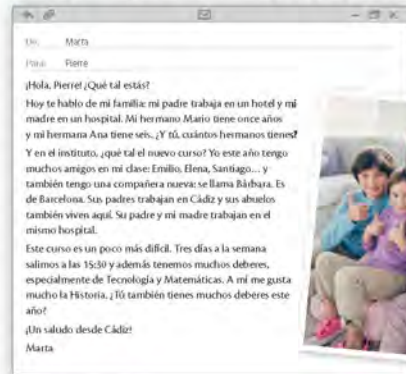 De: Marta
Para: Pierre
¡Hola, Pierre! ¿Qué tal estás?
Hoy te hablo de mi familia: mi padre trabaja en un hotel y mi
madre en un hospital. Mi hermano Mario tiene once años
y mi hermana Ana tiene seis. ¿Y tú, cuántos hermanos tienes?
Y en el instituto, ¿qué tal el nuevo curso? Yo este año tengo
muchos amigos en mi clase: Emilio, Elena, Santiago... y
también tengo una compañera nueva: se llama Bárbara. Es
de Barcelona. Sus padres trabajan en Cádiz y sus abuelos
también viven aquí. Su padre y mi madre trabajan en el
mismo hospital.
Este curso es un poco más difícil. Tres días a la semana
salimos a las 15:30 y además tenemos muchos deberes,
especialmente de Tecnología y Matemáticas. A mí me gusta
mucho la Historia. ¿Tú también tienes muchos deberes este
año?
¡Un saludo desde Cádiz!
Marta